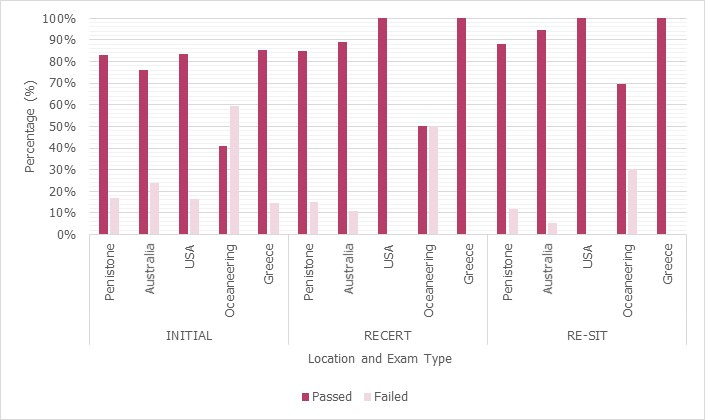 100%
90%
80%
70%
60%
50%
40%
30%
20%
10%
0%
Percentage (%)
Penistone
Australia
USA
Oceaneering
Greece
Penistone
Australia
USA
Oceaneering
Greece
Penistone
Australia
USA
Oceaneering
Greece
INITIAL RECERT RE-SIT
Location and Exam Type
Passed Failed